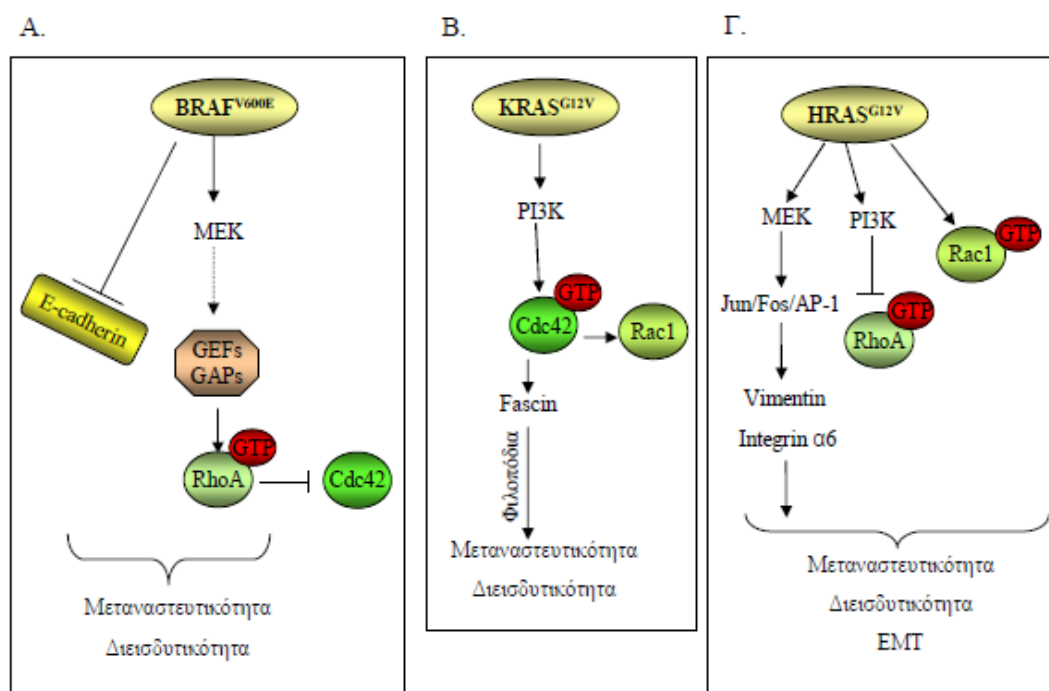 Α.
BRAFV600E
MEK
E-cadherin
GEFs
GAPs
GTP
RhoA
Cdc42
Μεταναστευτικότητα
Διεισδυτικότητα
Β.
KRASG12V
PI3K
GTP
Cdc42
Rac1
Fascin
Φιλοπόδια
Μεταναστευτικότητα
Διεισδυτικότητα
Γ.
HRASG12V
MEK
PI3K
GTP
Rac1
Jun/Fos/AP-1
GTP
RhoA
Vimentin
Integrin α6
Μεταναστευτικότητα
Διεισδυτικότητα
EMT